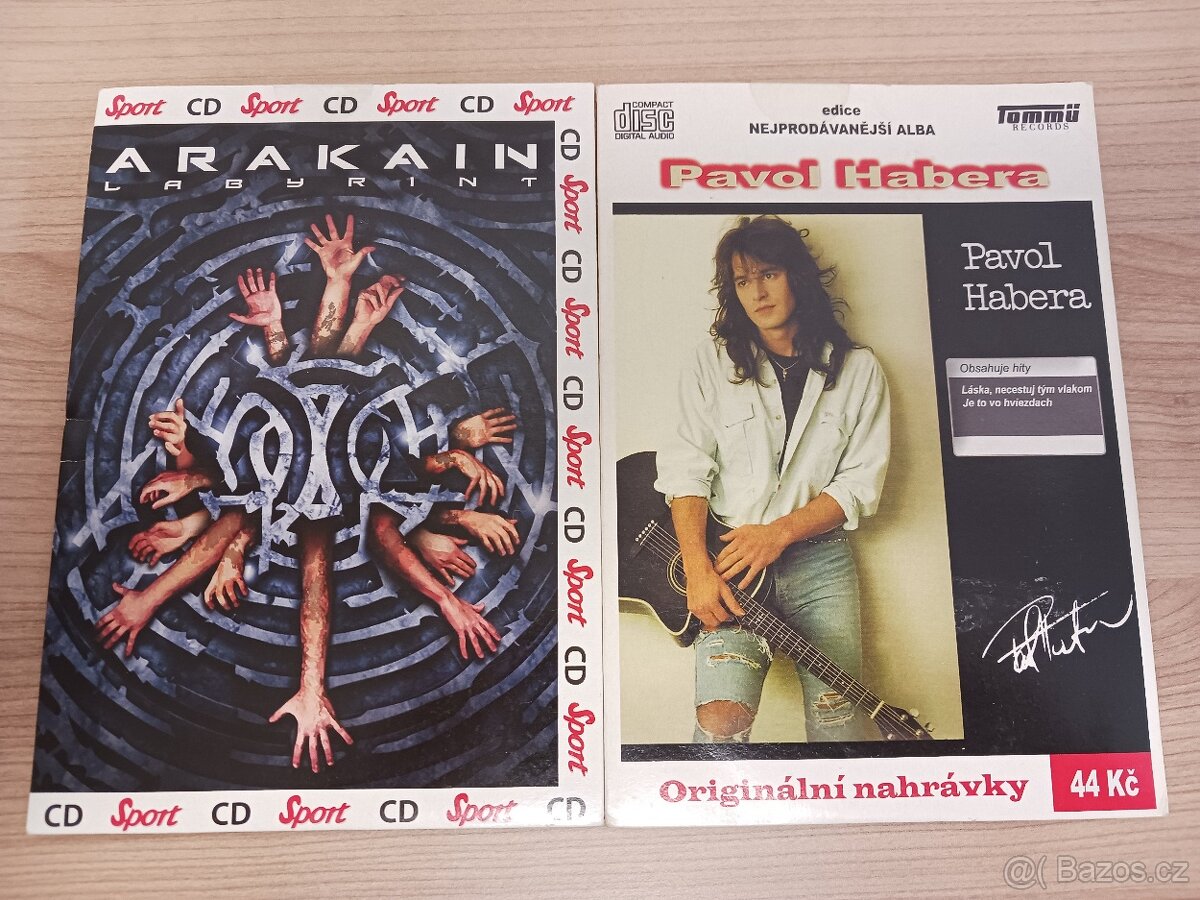 Sport CD Sport CD Sport CD Sport
ARAKAIN
LABYRINT
CD Sport CD Sport CD Sport CD Sport CD Sport
CD Sport CD Sport CD Sport CD
COMPACT
disc
DIGITAL AUDIO
edice
NEJPRODÁVANĚJŠÍ ALBA
Tommü
RECORDS
Pavol Habera
Pavol
Habera
Obsahuje hity
Láska, necestuj tým vlakom
Je to vo hviezdach
Originální nahrávky
44 Kč
@( Bazos.cz